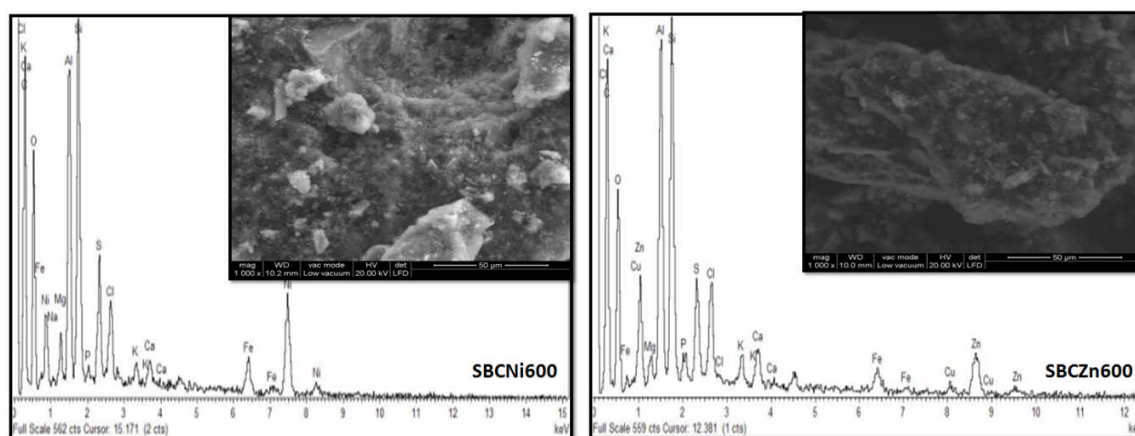 Cl
K
Ca
C
O
Fe
Ni
Na
Mg
Al
Si
P
S
Cl
K
K
Ca
Ca
Fe
Fe
Ni
Ni
mag WD vac mode HV det
1 000 x 10.2 mm Low vacuum 20.00 kV LFD
50 µm
SBCNi600
0 1 2 3 4 5 6 7 8 9 10 11 12 13 14 15
Full Scale 562 cts Cursor: 15.171 (2 cts) keV
K
Ca
Cl
C
O
Fe
Zn
Cu
Mg
Al
Si
P
S
Cl
Cl
K
K
Ca
Ca
Fe
Fe
Cu
Zn
Cu
Zn
mag WD vac mode HV det
1 000 x 10.0 mm Low vacuum 20.00 kV LFD
50 µm
SBCZn600
0 1 2 3 4 5 6 7 8 9 10 11 12
Full Scale 559 cts Cursor: 12.381 (1 cts) ke